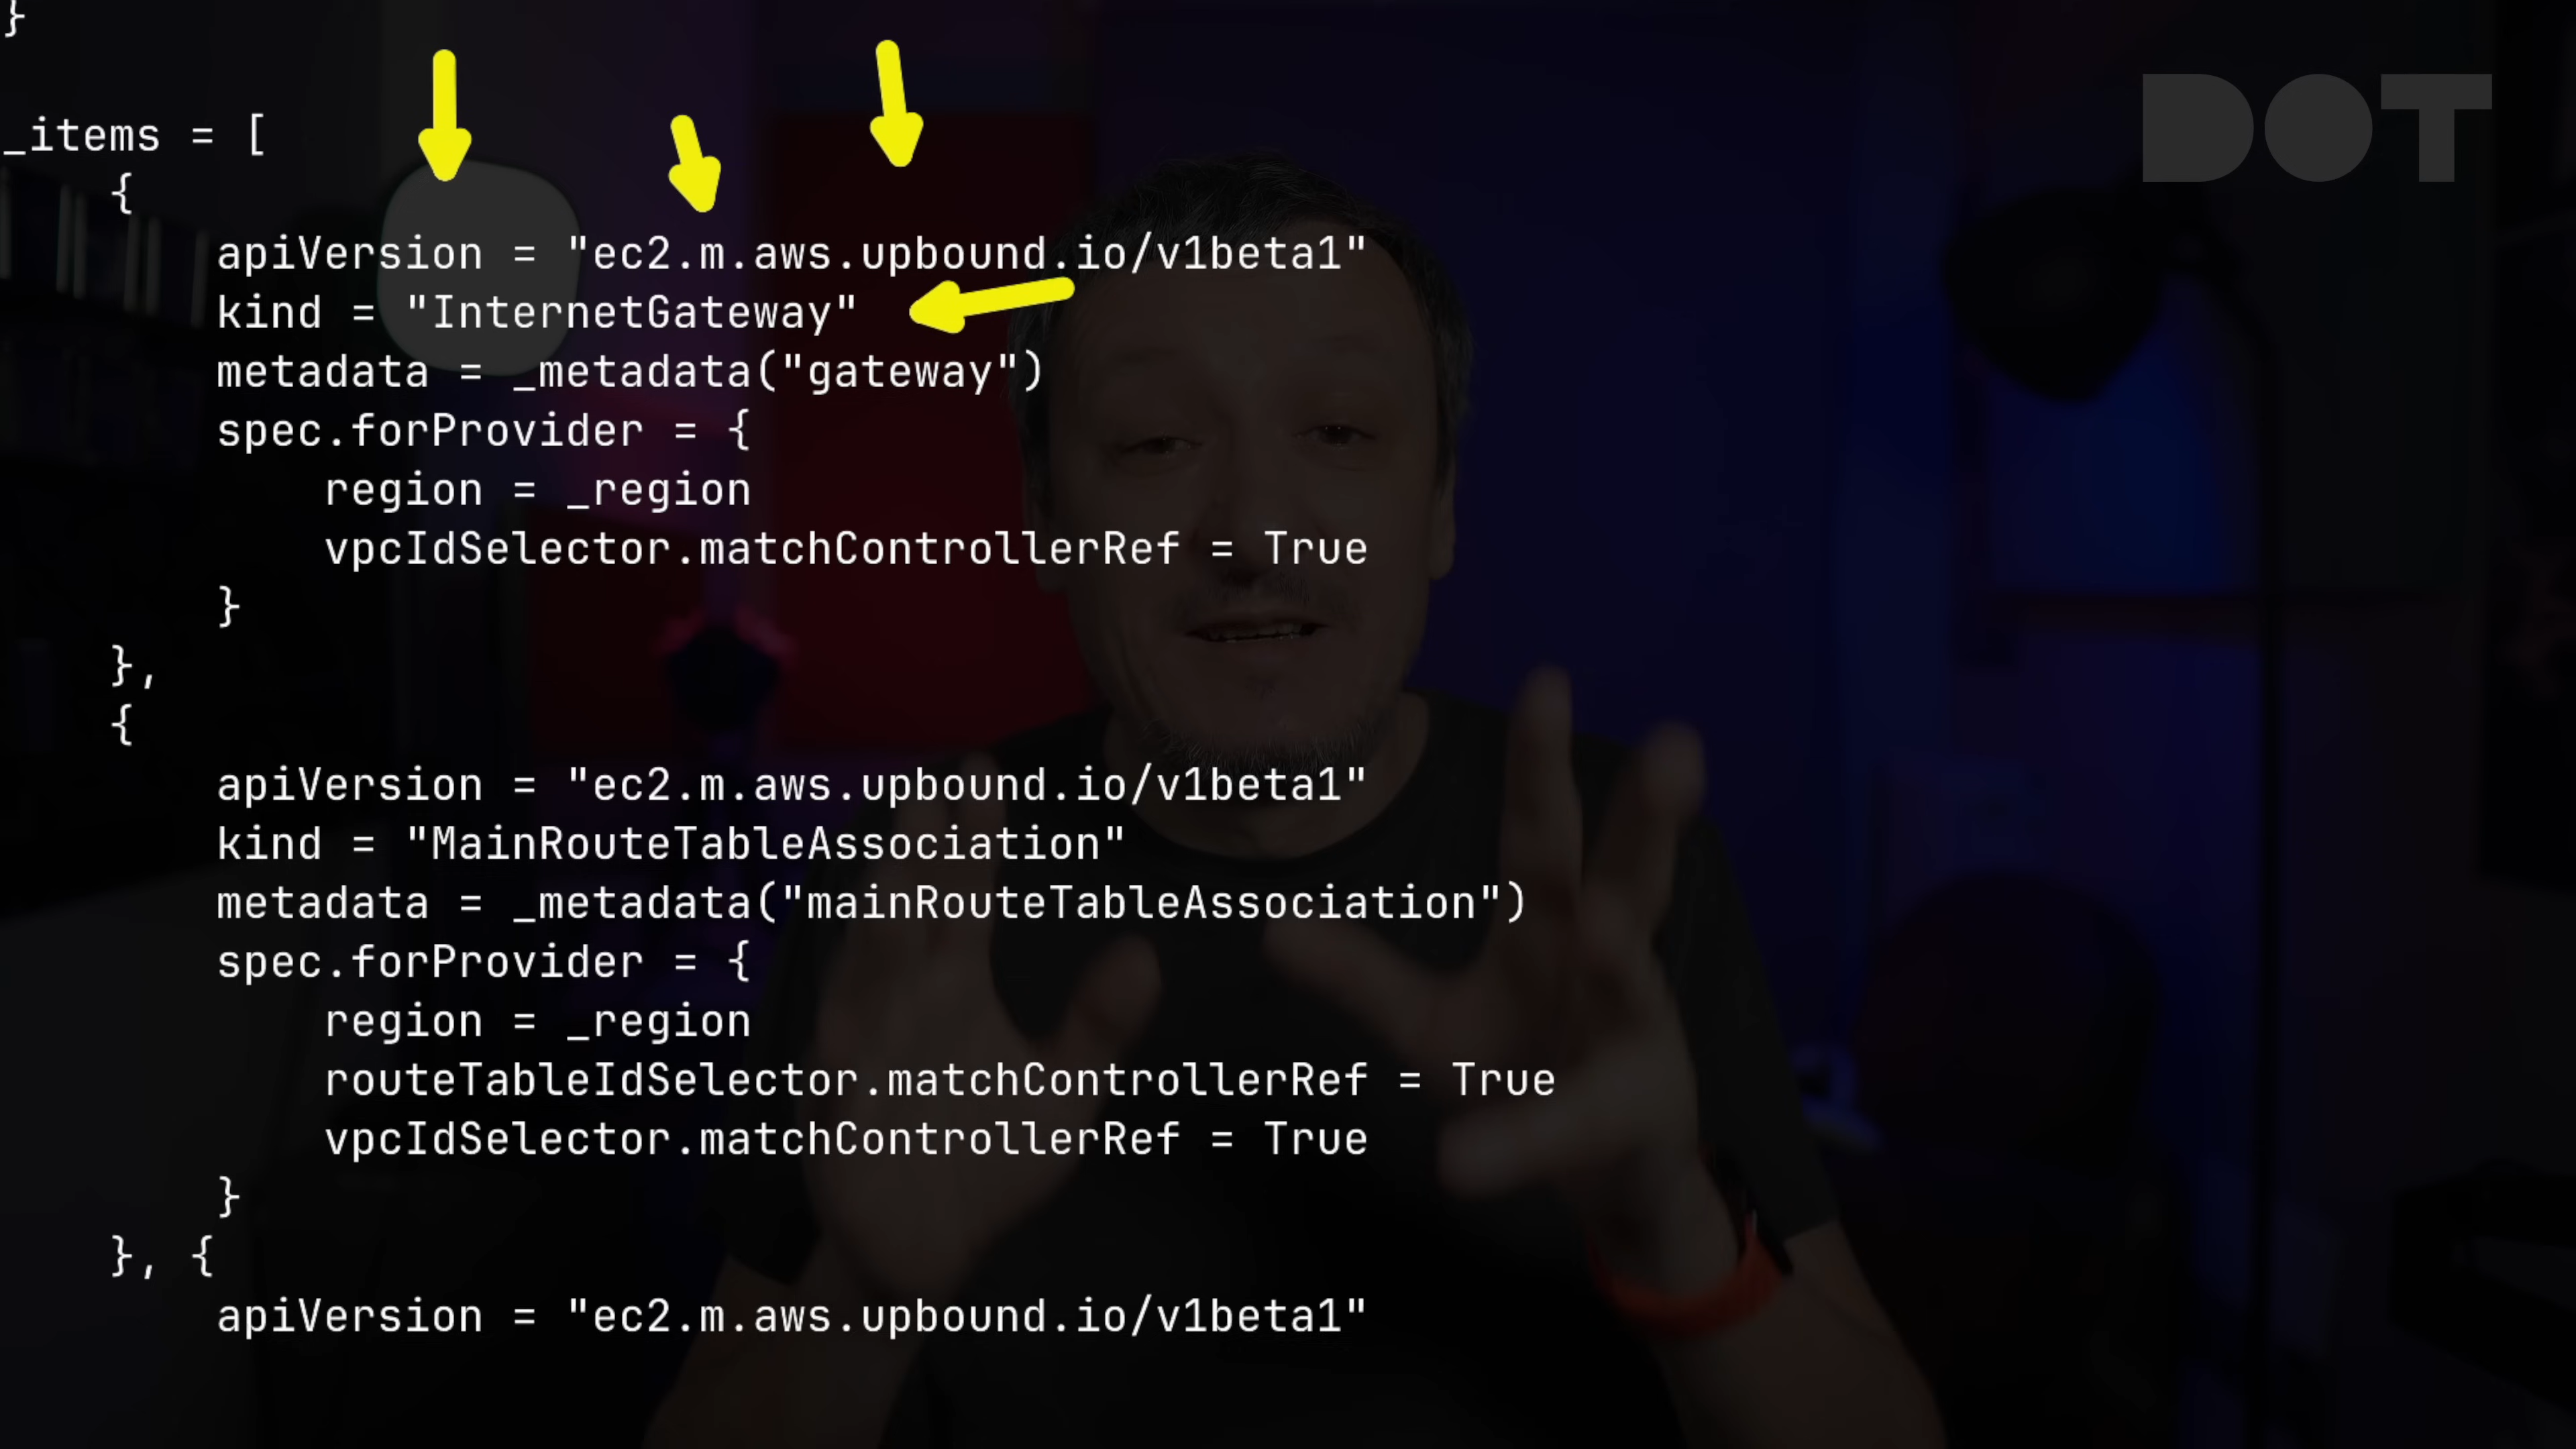 }
DOT
_items = [
    {
        apiVersion = "ec2.m.aws.upbound.io/v1beta1"
        kind = "InternetGateway"
        metadata = _metadata("gateway")
        spec.forProvider = {
            region = _region
            vpcIdSelector.matchControllerRef = True
        }
    },
    {
        apiVersion = "ec2.m.aws.upbound.io/v1beta1"
        kind = "MainRouteTableAssociation"
        metadata = _metadata("mainRouteTableAssociation")
        spec.forProvider = {
            region = _region
            routeTableIdSelector.matchControllerRef = True
            vpcIdSelector.matchControllerRef = True
        }
    }, {
        apiVersion = "ec2.m.aws.upbound.io/v1beta1"